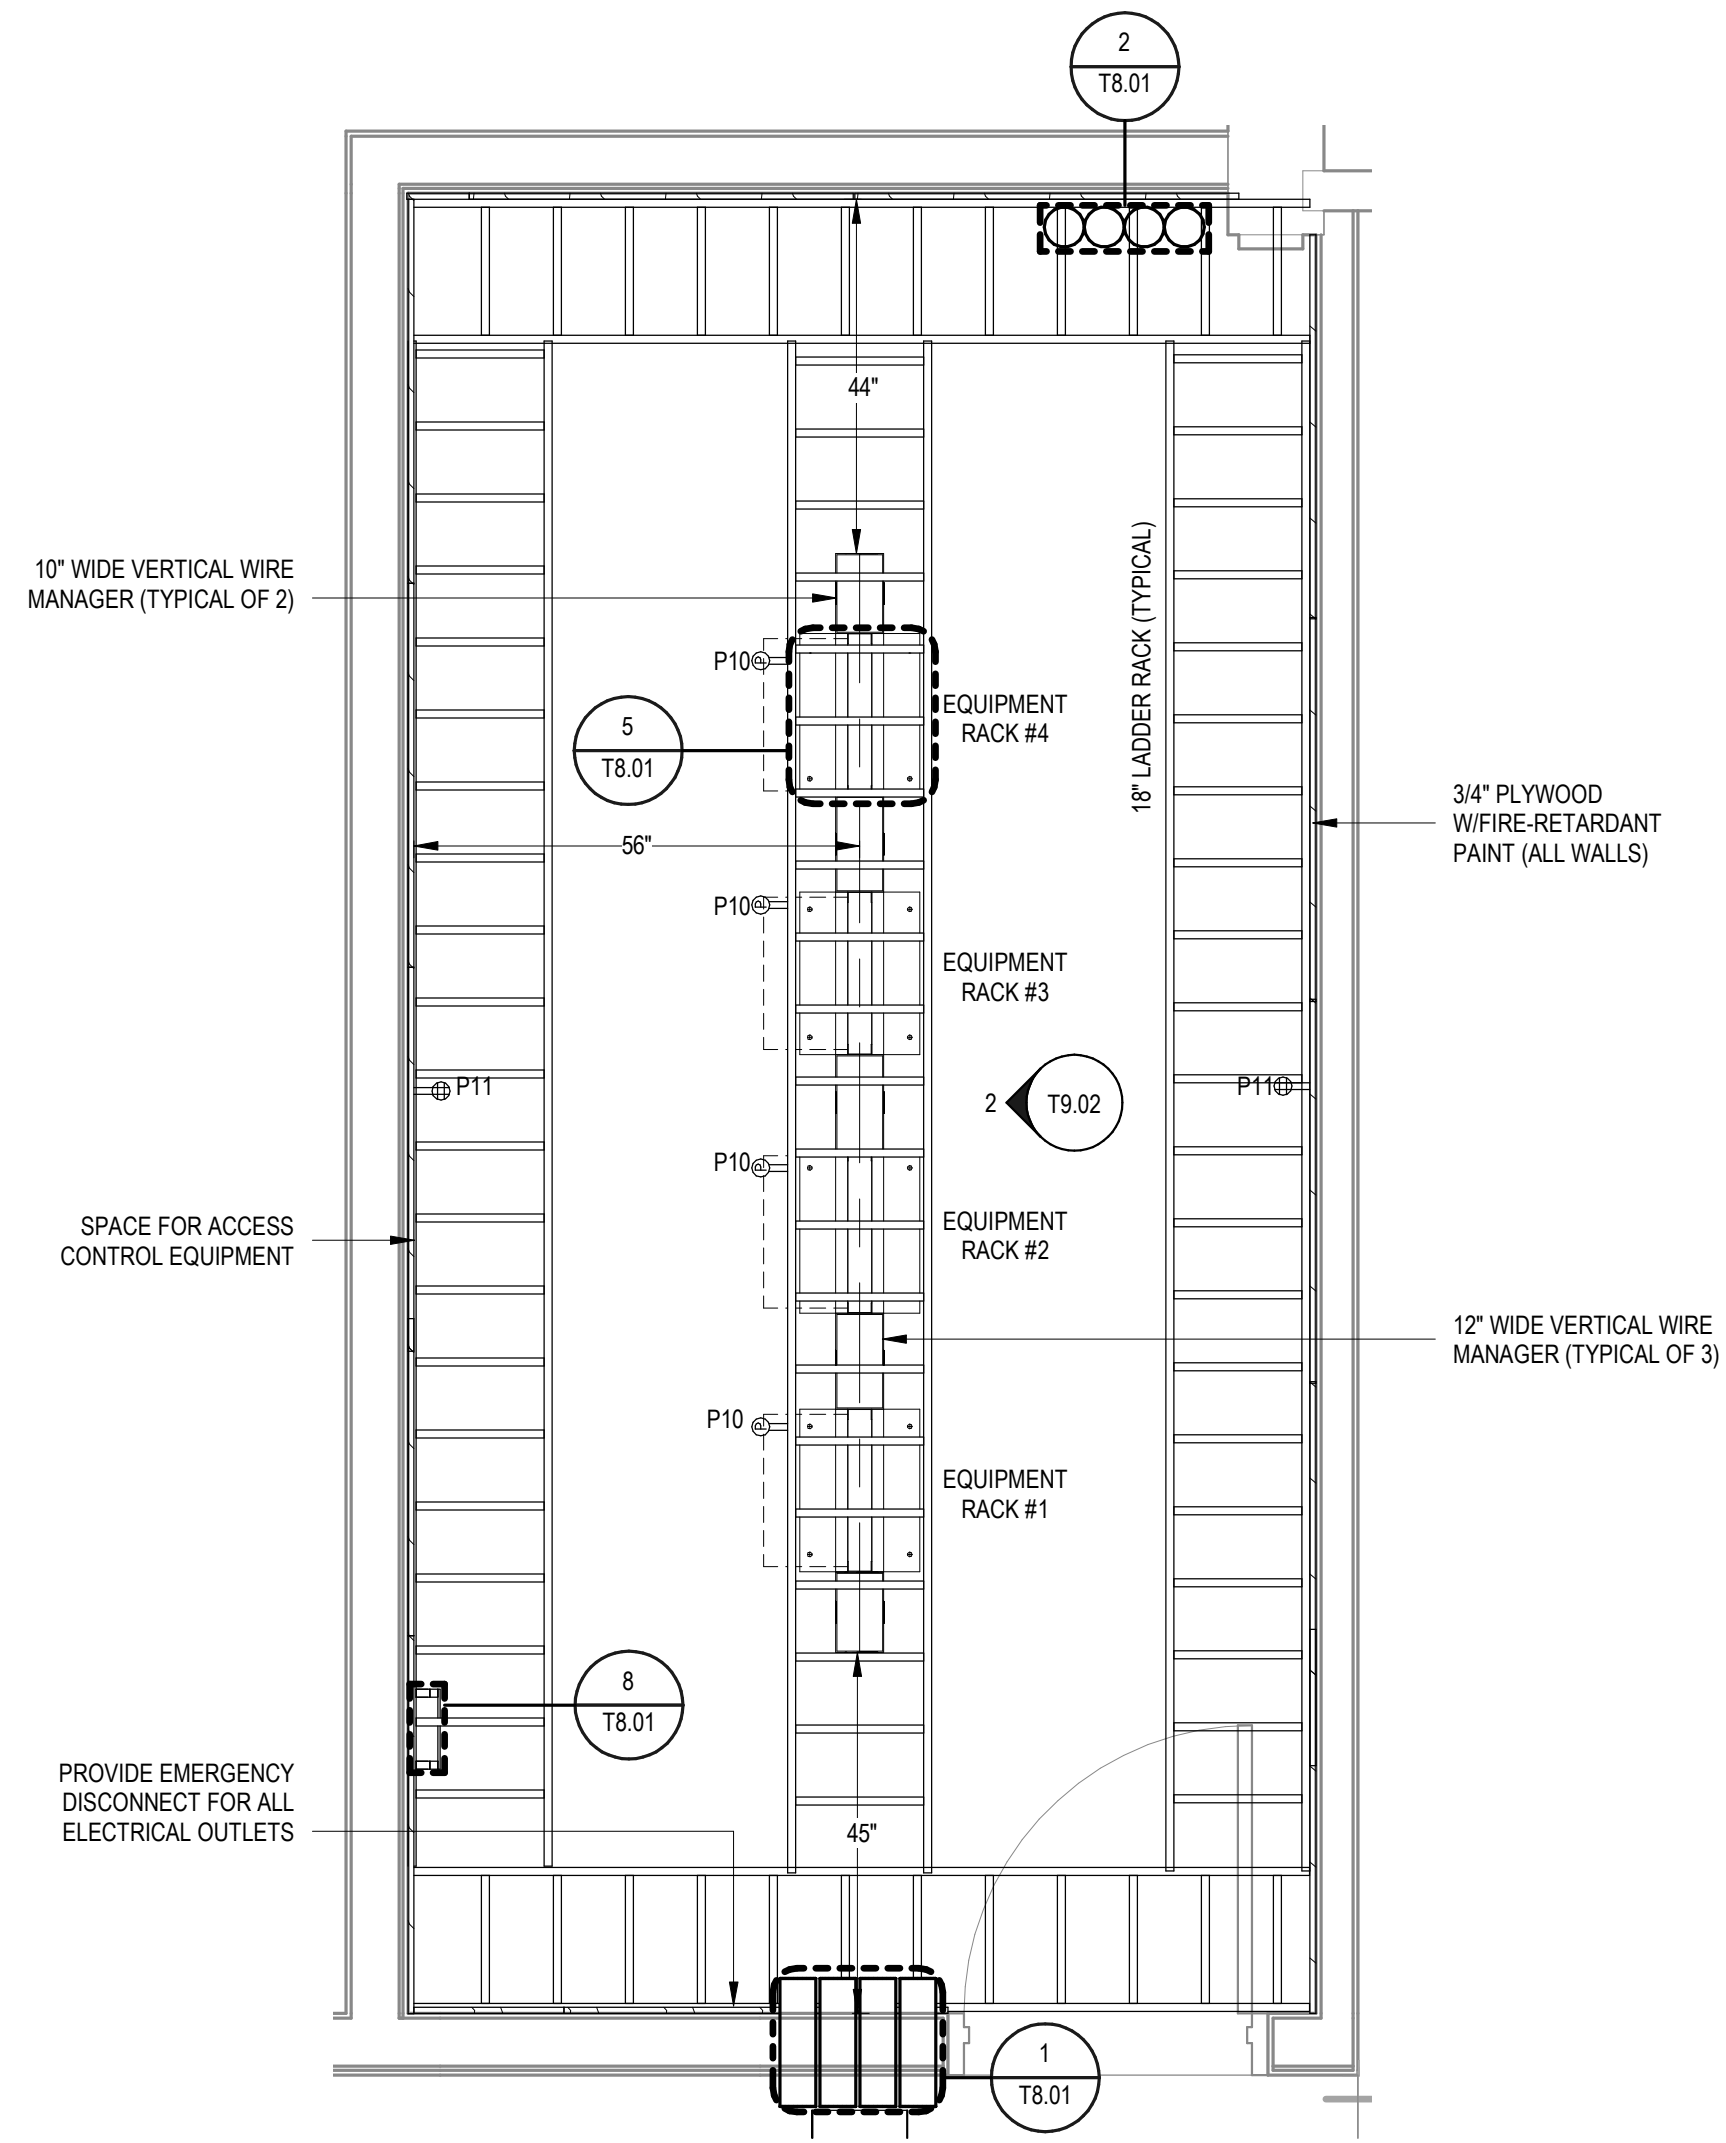 2
T8.01
44"
10" WIDE VERTICAL WIRE
MANAGER (TYPICAL OF 2)
18" LADDER RACK (TYPICAL)
P10
EQUIPMENT
RACK #4
5
T8.01
3/4" PLYWOOD
W/FIRE-RETARDANT
PAINT (ALL WALLS)
56"
P10
EQUIPMENT
RACK #3
P11
2
T9.02
P11
P10
EQUIPMENT
RACK #2
SPACE FOR ACCESS
CONTROL EQUIPMENT
12" WIDE VERTICAL WIRE
MANAGER (TYPICAL OF 3)
P10
EQUIPMENT
RACK #1
8
T8.01
PROVIDE EMERGENCY
DISCONNECT FOR ALL
ELECTRICAL OUTLETS
45"
1
T8.01